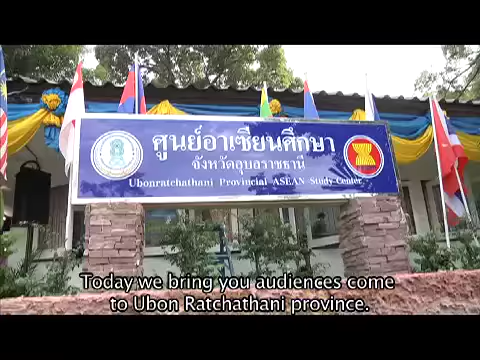 ศูนย์อาเซียนศึกษา
จังหวัดอุบลราชธานี
Ubonratchathani Provincial ASEAN Study Center
Today we bring you audiences come
to Ubon Ratchathani province.